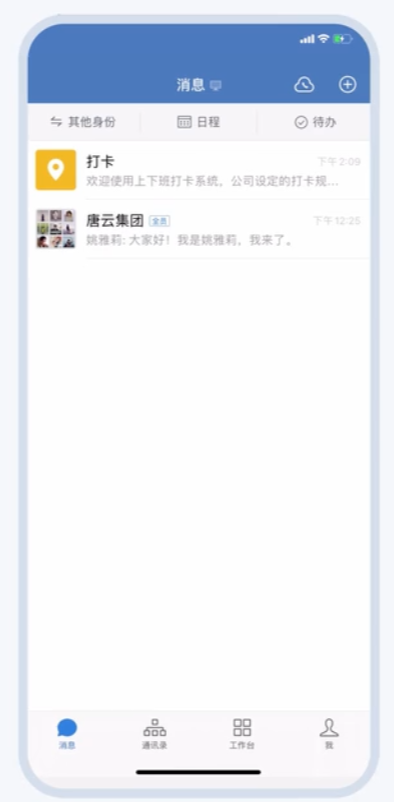 消息
其他身份
日程
待办
打卡
下午2:09
欢迎使用上下班打卡系统，公司设定的打卡规...
唐云集团 全员
下午12:25
姚雅莉: 大家好！我是姚雅莉，我来了。
消息
通讯录
工作台
我